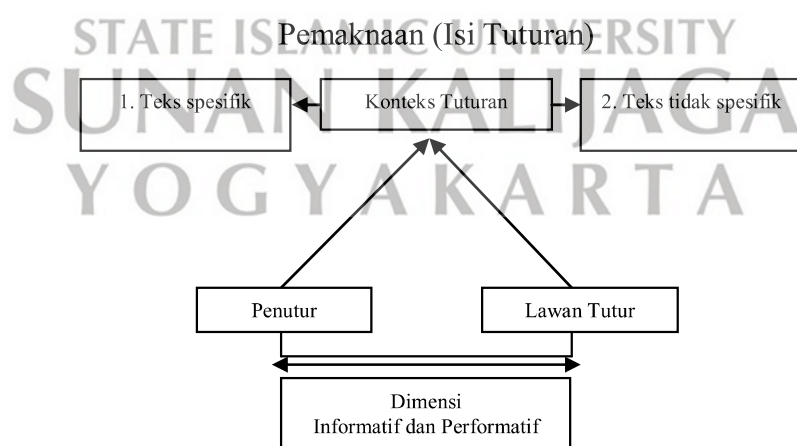 STATE ISLAMIC UNIVERSITY
Pemaknaan (Isi Tuturan)
SUNAN KALIJAGA
1. Teks spesifik
Konteks Tuturan
2. Teks tidak spesifik
YOGYAKARTA
Penutur
Lawan Tutur
Dimensi
Informatif dan Performatif